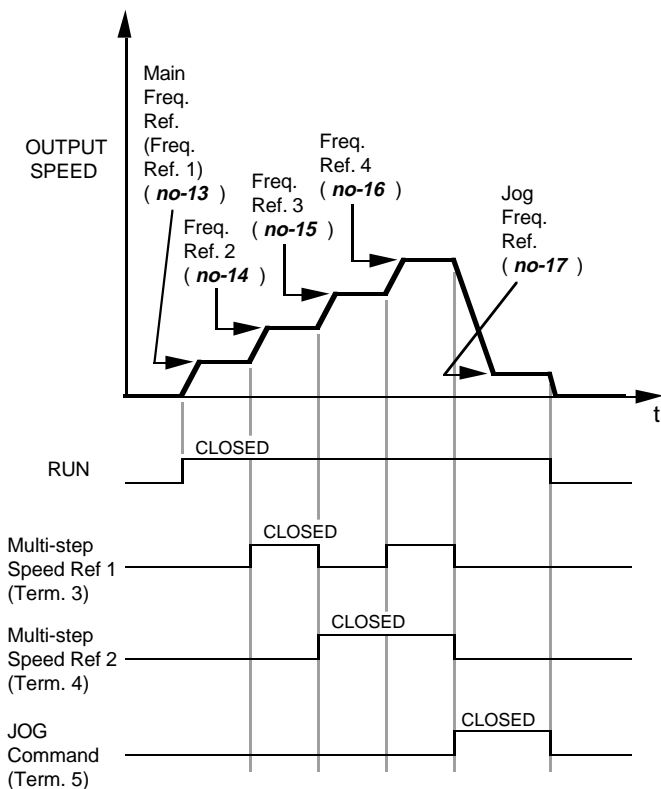 Main
Freq.
Ref.
(Freq.
Ref. 1)
( no-13 )
OUTPUT
SPEED
Freq.
Ref. 2
( no-14 )
Freq.
Ref. 3
( no-15 )
Freq.
Ref. 4
( no-16 )
Jog
Freq.
Ref.
( no-17 )
t
RUN
CLOSED
Multi-step
Speed Ref 1
(Term. 3)
CLOSED
Multi-step
Speed Ref 2
(Term. 4)
CLOSED
JOG
Command
(Term. 5)
CLOSED